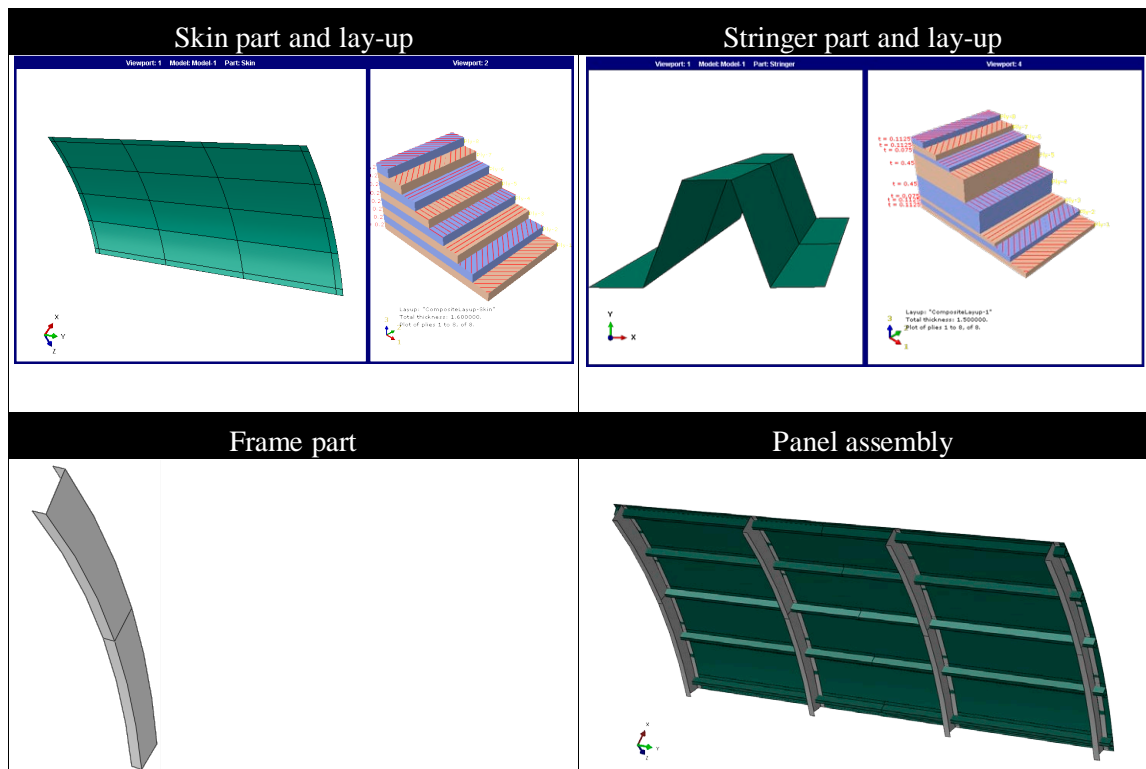 Skin part and lay-up
Stringer part and lay-up
Viewport: 1 Model: Model-1 Part: Skin
Viewport: 2
Layup: "CompositeLayup-Skin"
Total thickness: 1.600000.
Plot of plies 1 to 8, of 8.
X
Y
Z
3
1
Viewport: 1 Model: Model-1 Part: Stringer
Viewport: 4
t = 0.1125
t = 0.1125
t = 0.075
t = 0.45
t = 0.45
t = 0.075
t = 0.1125
t = 0.1125
Layup: "CompositeLayup-1"
Total thickness: 1.500000.
Plot of plies 1 to 8, of 8.
Y
X
3
1
Frame part
Panel assembly
X
Y
Z